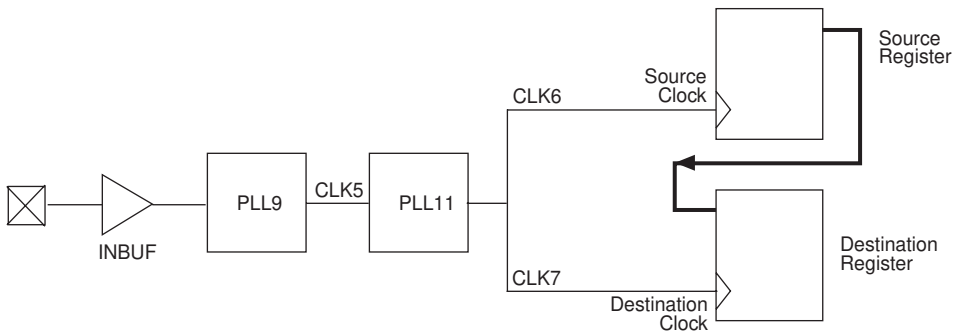 Source
Register
Source
Clock
CLK6
PLL9
CLK5
PLL11
INBUF
CLK7
Destination
Clock
Destination
Register